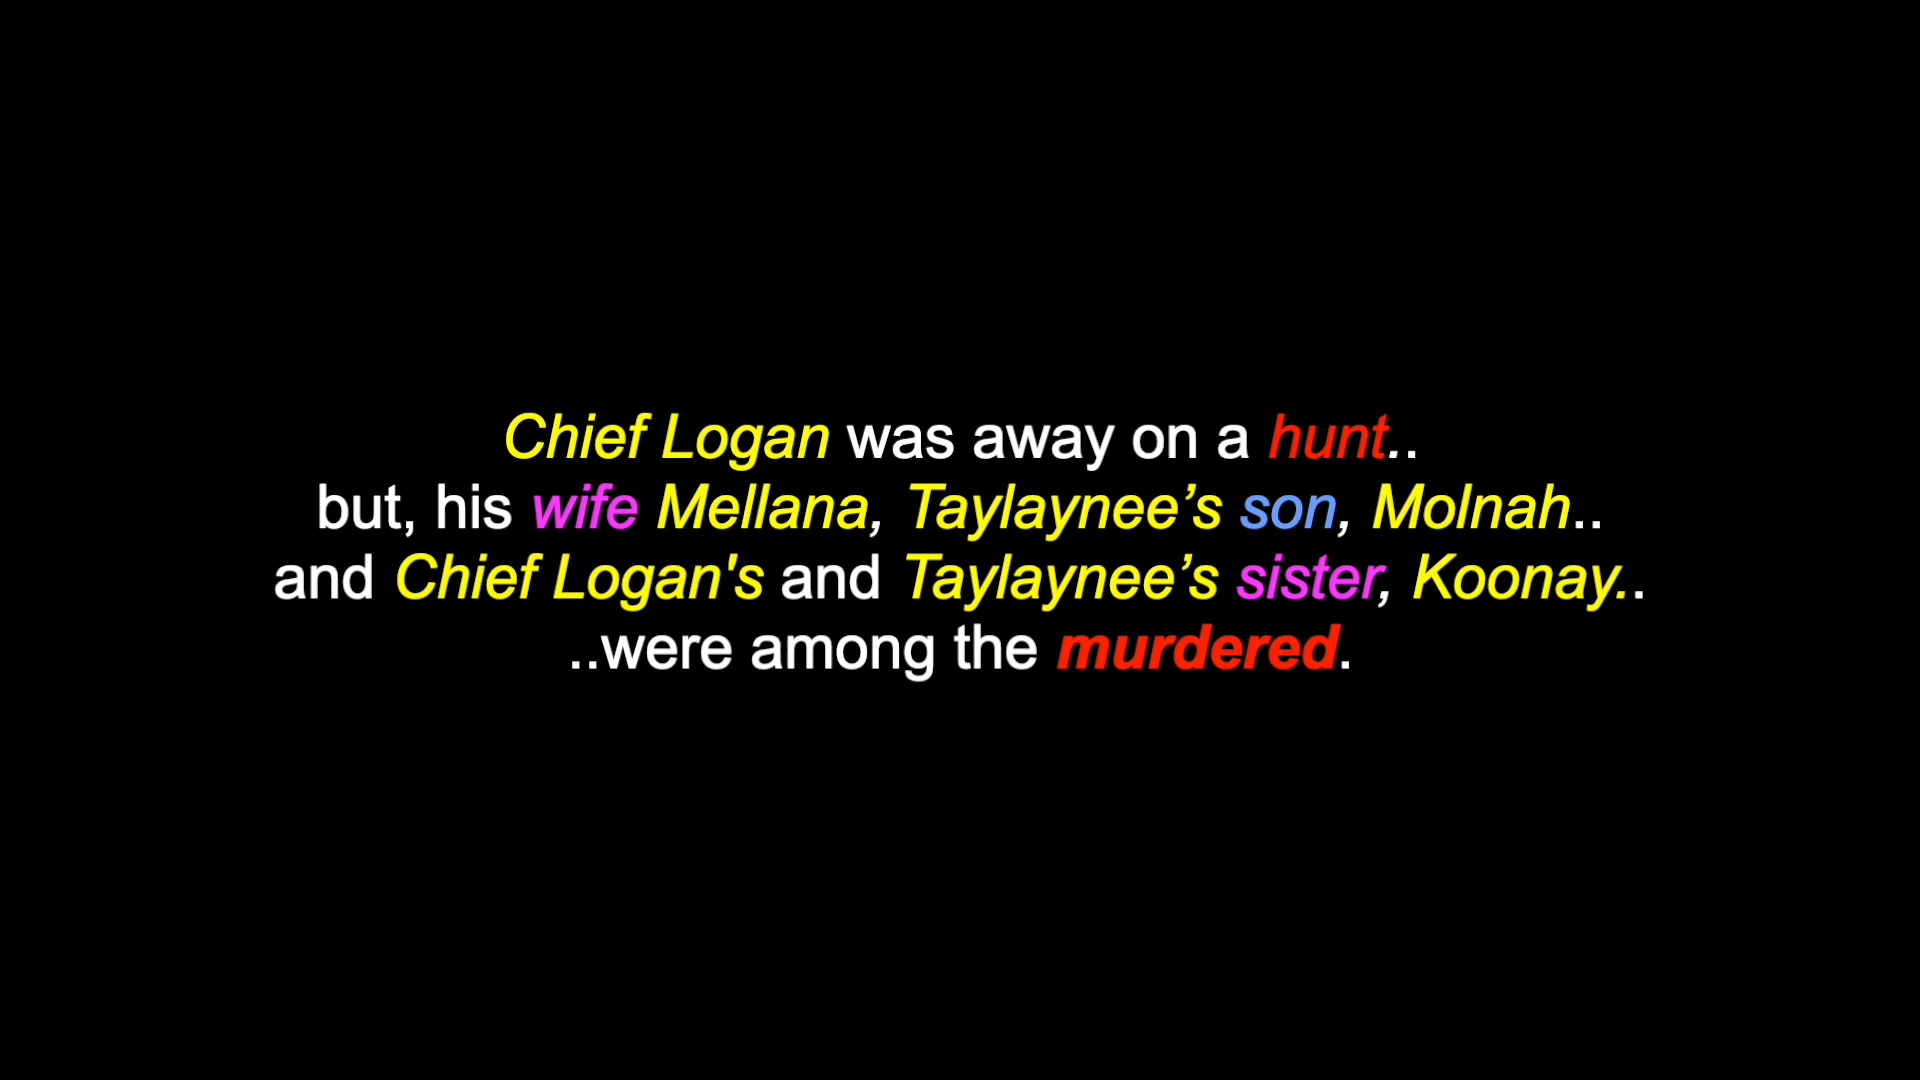 Chief Logan was away on a hunt..
but, his wife Mellana, Taylaynee’s son, Molnah..
and Chief Logan's and Taylaynee’s sister, Koonay..
..were among the murdered.